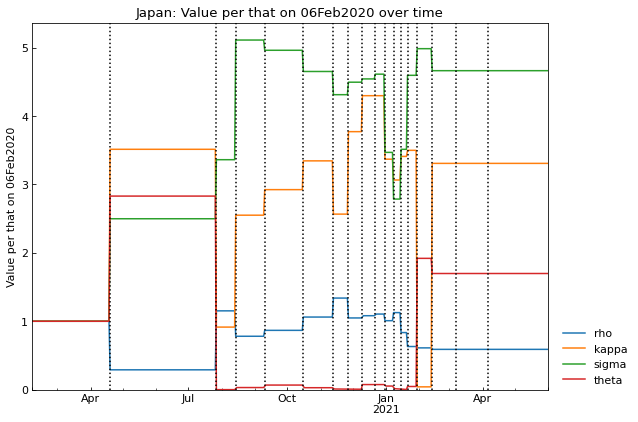 Japan: Value per that on 06Feb2020 over time
Value per that on 06Feb2020
5
4
3
2
1
0
Apr Jul Oct Jan Apr
2021
rho
kappa
sigma
theta